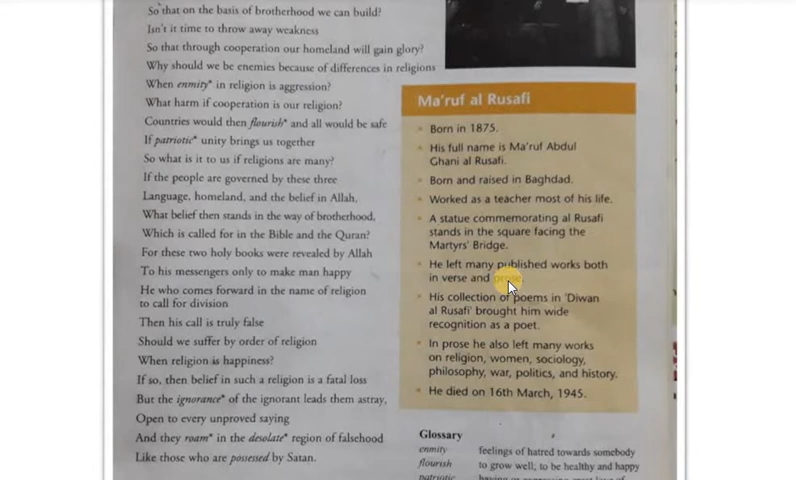 So that on the basis of brotherhood we can build?
Isn't it time to throw away weakness
So that through cooperation our homeland will gain glory?
Why should we be enemies because of differences in religions
When enmity* in religion is aggression?
What harm if cooperation is our religion?
Countries would then flourish* and all would be safe
If patriotic* unity brings us together
So what is it to us if religions are many?
If the people are governed by these three
Language, homeland, and the belief in Allah.
What belief then stands in the way of brotherhood.
Which is called for in the Bible and the Quran?
For these two holy books were revealed by Allah
To his messengers only to make man happy
He who comes forward in the name of religion
to call for division
Then his call is truly false
Should we suffer by order of religion
When religion is happiness?
If so, then belief in such a religion is a fatal loss
But the ignorance* of the ignorant leads them astray,
Open to every unproved saying
And they roam* in the desolate* region of falsehood
Like those who are possessed by Satan.
Ma'ruf al Rusafi
• Born in 1875.
• His full name is Ma'ruf Abdul
Ghani al Rusafi.
• Born and raised in Baghdad.
• Worked as a teacher most of his life.
• A statue commemorating al Rusafi
stands in the square facing the
Martyrs' Bridge.
• He left many published works both
in verse and prose.
• His collection of poems in 'Diwan
al Rusafi' brought him wide
recognition as a poet.
• In prose he also left many works
on religion, women, sociology,
philosophy, war, politics, and history.
• He died on 16th March, 1945.
Glossary
enmity feelings of hatred towards somebody
flourish to grow well; to be healthy and happy
patriotic